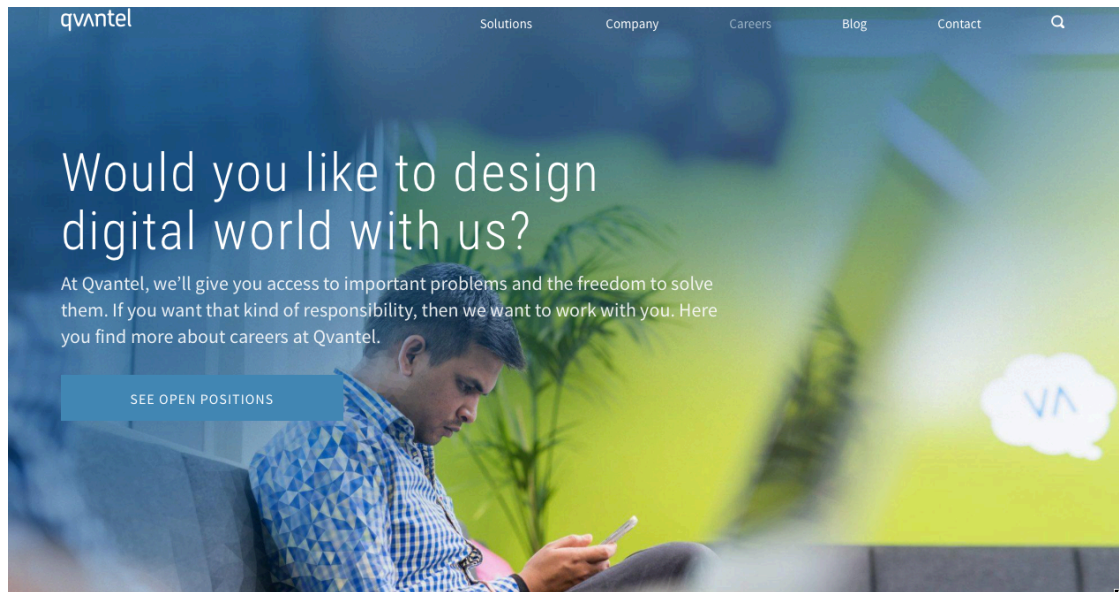 qvantel
Solutions
Company
Careers
Blog
Contact
Would you like to design
digital world with us?
At Qvantel, we'll give you access to important problems and the freedom to solve
them. If you want that kind of responsibility, then we want to work with you. Here
you find more about careers at Qvantel.
SEE OPEN POSITIONS
VA